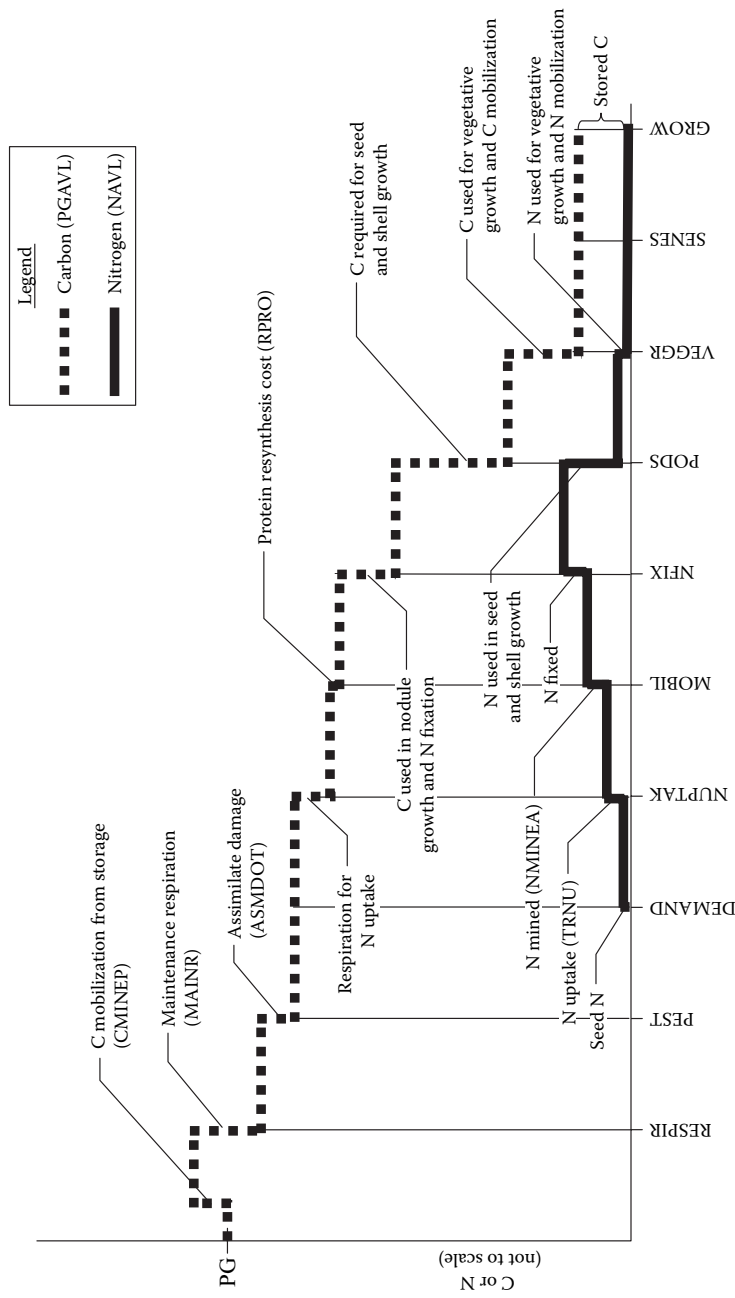 Legend
Carbon (PGAVL)
Nitrogen (NAVL)
C mobilization from storage
(CMINEP)
Maintenance respiration
(MAINR)
Assimilate damage
(ASMDOT)
Protein resynthesis cost (RPRO)
C required for seed
and shell growth
C used for vegetative
growth and C mobilization
N used for vegetative
growth and N mobilization
Stored C
Respiration for
N uptake
C used in nodule
growth and N fixation
N used in seed
and shell growth
N fixed
N mined (NMINEA)
N uptake (TRNU)
Seed N
PG
C or N
(not to scale)
RESPIR
PEST
DEMAND
NUPTAK
MOBIL
NFIX
PODS
VEGGR
SENES
GROW